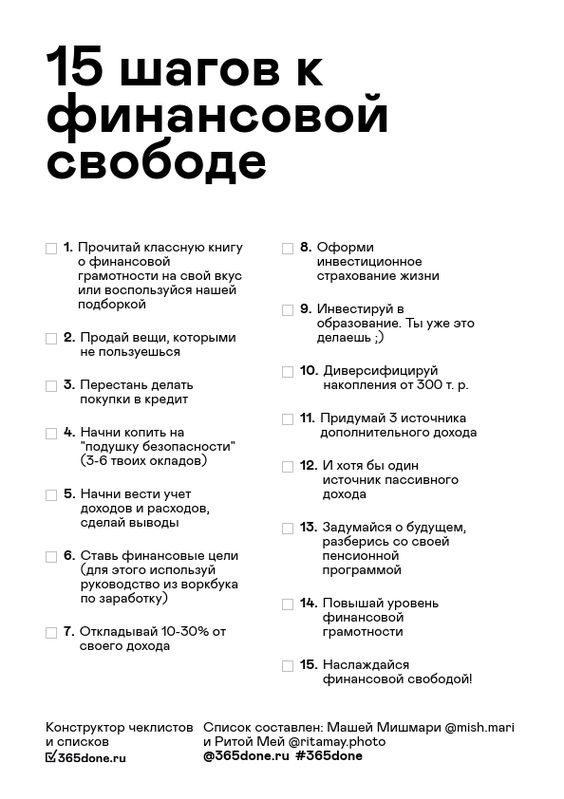 15 шагов к
финансовой
свободе
1. Прочитай классную книгу
о финансовой
грамотности на свой вкус
или воспользуйся нашей
подборкой
2. Продай вещи, которыми
не пользуешься
3. Перестань делать
покупки в кредит
4. Начни копить на
"подушку безопасности"
(3-6 твоих окладов)
5. Начни вести учет
доходов и расходов,
сделай выводы
6. Ставь финансовые цели
(для этого используй
руководство из воркбука
по заработку)
7. Откладывай 10-30% от
своего дохода
8. Оформи
инвестиционное
страхование жизни
9. Инвестируй в
образование. Ты уже это
делаешь ;)
10. Диверсифицируй
накопления от 300 т. р.
11. Придумай 3 источника
дополнительного дохода
12. И хотя бы один
источник пассивного
дохода
13. Задумайся о будущем,
разберись со своей
пенсионной
программой
14. Повышай уровень
финансовой
грамотности
15. Наслаждайся
финансовой свободой!
Конструктор чеклистов
и списков
365done.ru
Список составлен: Машей Мишмари @mish.mari
и Ритой Мей @ritamay.photo
@365done.ru #365done